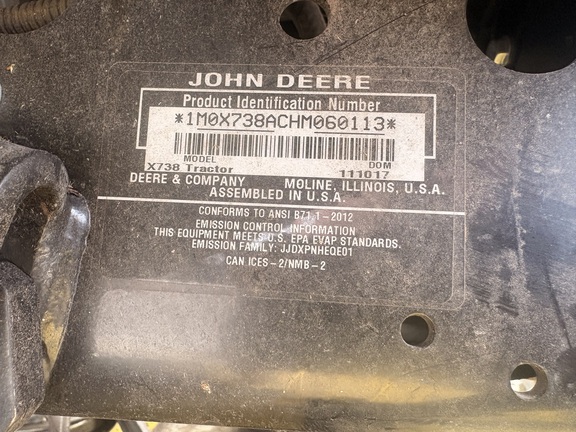 JOHN DEERE
Product Identification Number
*1M0X738ACHM060113*
MODEL DOM
X738 Tractor 111017
DEERE & COMPANY MOLINE, ILLINOIS, U.S.A.
ASSEMBLED IN U.S.A.
CONFORMS TO ANSI B71.1-2012
EMISSION CONTROL INFORMATION
THIS EQUIPMENT MEETS U.S. EPA EVAP STANDARDS.
EMISSION FAMILY: JJDXPNHEQE01
CAN ICES-2/NMB-2